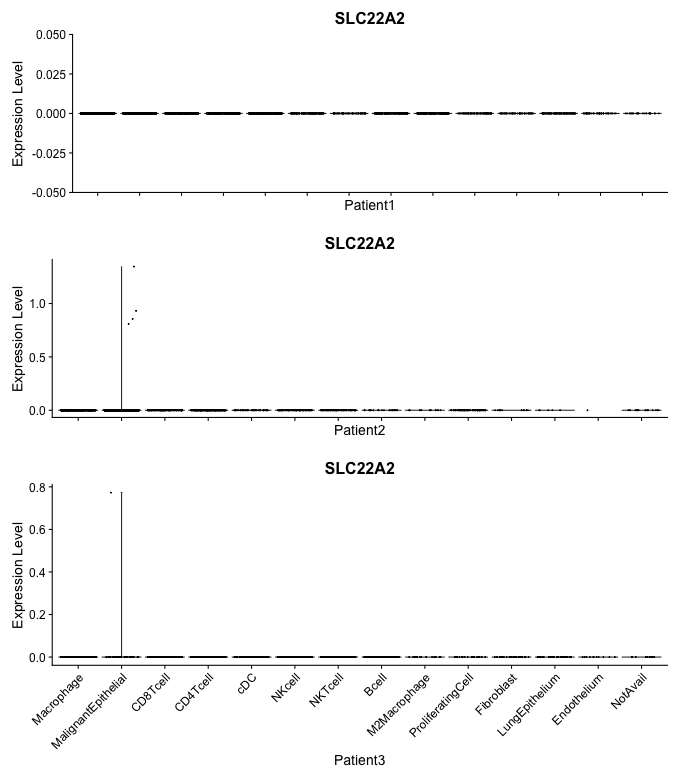 SLC22A2
Expression Level
0.050
0.025
0.000
-0.025
-0.050
Patient1
SLC22A2
Expression Level
1.0
0.5
0.0
Patient2
SLC22A2
Expression Level
0.8
0.6
0.4
0.2
0.0
Macrophage
MalignantEpithelial
CD8Tcell
CD4Tcell
cDC
NKcell
NKTcell
Bcell
M2Macrophage
ProliferatingCell
Fibroblast
LungEpithelium
Endothelium
NotAvail
Patient3